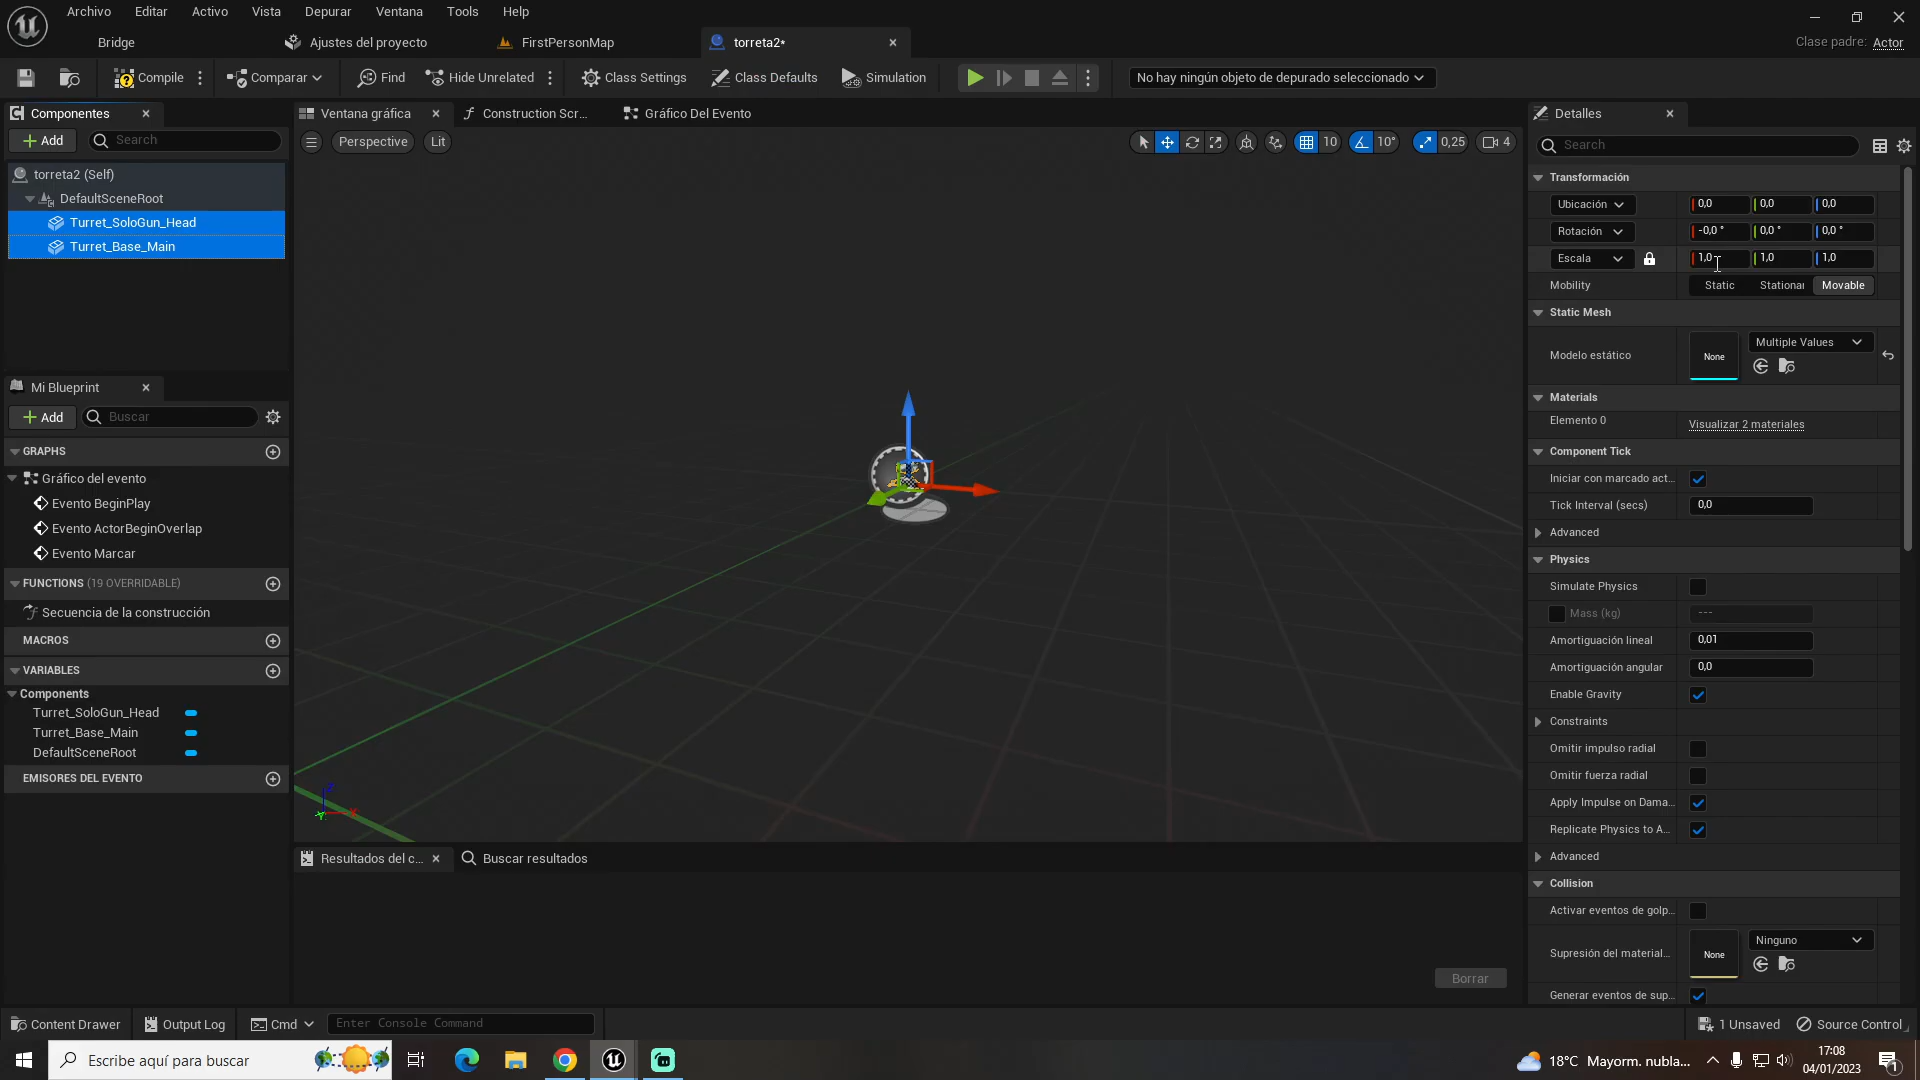 Archivo Editar Activo Vista Depurar Ventana Tools Help
Bridge Ajustes del proyecto FirstPersonMap torreta2* Clase padre: Actor
Compile Comparar Find Hide Unrelated Class Settings Class Defaults Simulation No hay ningún objeto de depurado seleccionado
Componentes
Add Search
torreta2 (Self)
DefaultSceneRoot
Turret_SoloGun_Head
Turret_Base_Main
Mi Blueprint
Add Buscar
GRAPHS
Gráfico del evento
Evento BeginPlay
Evento ActorBeginOverlap
Evento Marcar
FUNCTIONS (19 OVERRIDABLE)
Secuencia de la construcción
MACROS
VARIABLES
Components
Turret_SoloGun_Head
Turret_Base_Main
DefaultSceneRoot
EMISORES DEL EVENTO
Ventana gráfica Construction Scr... Gráfico Del Evento
Perspective Lit 10 10° 0,25 4
Z
X
Y
Resultados del c... Buscar resultados
Borrar
Detalles
Search
Transformación
Ubicación 0,0 0,0 0,0
Rotación -0,0 ° 0,0 ° 0,0 °
Escala 1,0 1,0 1,0
Mobility Static Stationar Movable
Static Mesh
Modelo estático None Multiple Values
Materials
Elemento 0 Visualizar 2 materiales
Component Tick
Iniciar con marcado act...
Tick Interval (secs) 0,0
Advanced
Physics
Simulate Physics
Mass (kg) ---
Amortiguación lineal 0,01
Amortiguación angular 0,0
Enable Gravity
Constraints
Omitir impulso radial
Omitir fuerza radial
Apply Impulse on Dama...
Replicate Physics to A...
Advanced
Collision
Activar eventos de golp...
Supresión del material... None Ninguno
Generar eventos de sup...
Content Drawer Output Log Cmd Enter Console Command 1 Unsaved Source Control
Escribe aquí para buscar 18°C Mayorm. nubla... 17:08
04/01/2023 1